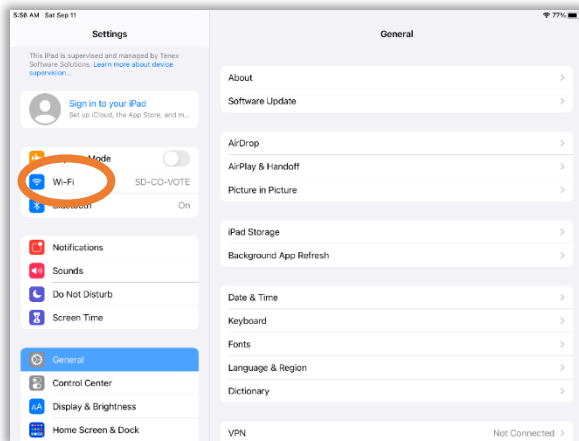 5:56 AM Sat Sep 11
77%
Settings
General
This iPad is supervised and managed by Tenex
Software Solutions. Learn more about device
supervision...
Sign in to your iPad
Set up iCloud, the App Store, and m...
Mode
Wi-Fi SD-CO-VOTE
Bluetooth On
Notifications
Sounds
Do Not Disturb
Screen Time
General
Control Center
AA Display & Brightness
Home Screen & Dock
About
Software Update
AirDrop
AirPlay & Handoff
Picture in Picture
iPad Storage
Background App Refresh
Date & Time
Keyboard
Fonts
Language & Region
Dictionary
VPN Not Connected